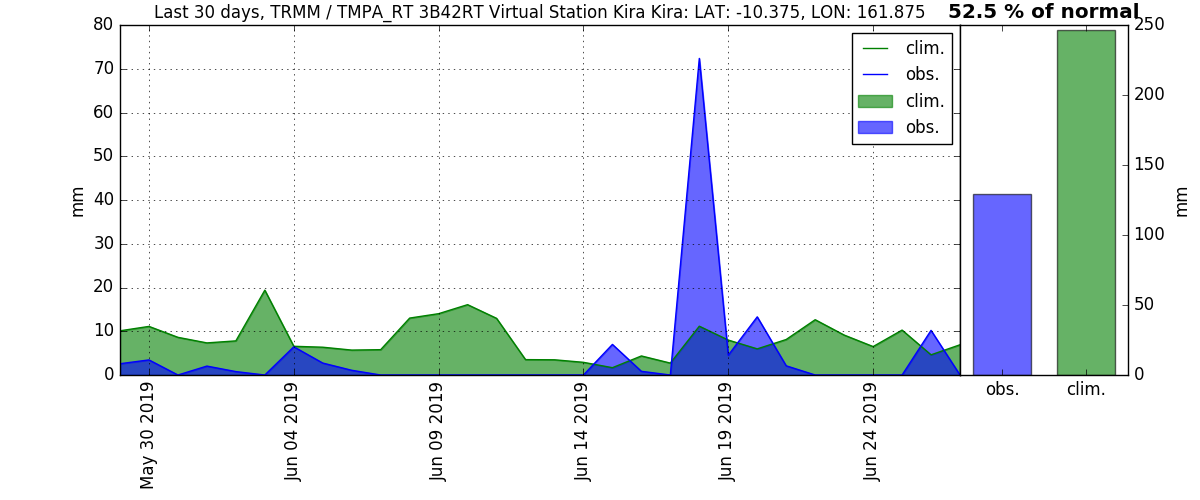 Last 30 days, TRMM / TMPA_RT 3B42RT Virtual Station Kira Kira: LAT: -10.375, LON: 161.875
52.5 % of normal
clim.
obs.
clim.
obs.
mm
80
70
60
50
40
30
20
10
0
May 30 2019
Jun 04 2019
Jun 09 2019
Jun 14 2019
Jun 19 2019
Jun 24 2019
250
200
150
100
50
0
mm
obs.
clim.